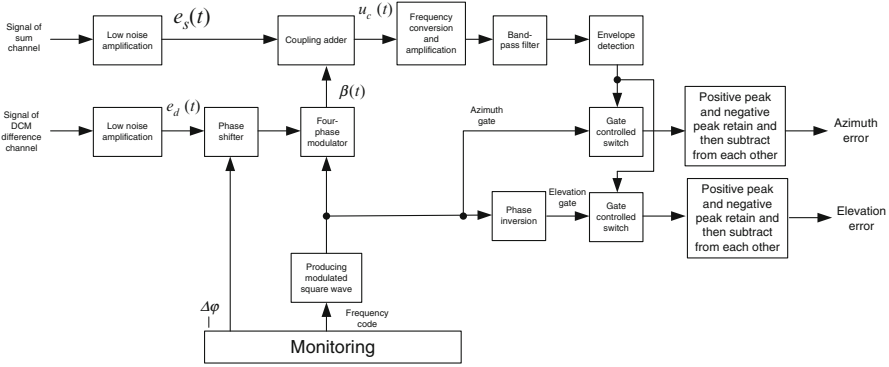 Signal of
sum
channel
Low noise
amplification
e_s(t)
Coupling adder
u_c (t)
Frequency
conversion
and
amplification
Band-
pass filter
Envelope
detection
β(t)
Signal of
DCM
difference
channel
Low noise
amplification
e_d (t)
Phase
shifter
Four-
phase
modulator
Azimuth
gate
Gate
controlled
switch
Positive peak
and negative
peak retain and
then subtract
from each other
Azimuth
error
Phase
inversion
Elevation
gate
Gate
controlled
switch
Positive peak
and negative
peak retain and
then subtract
from each other
Elevation
error
Producing
modulated
square wave
Δφ
Frequency
code
Monitoring